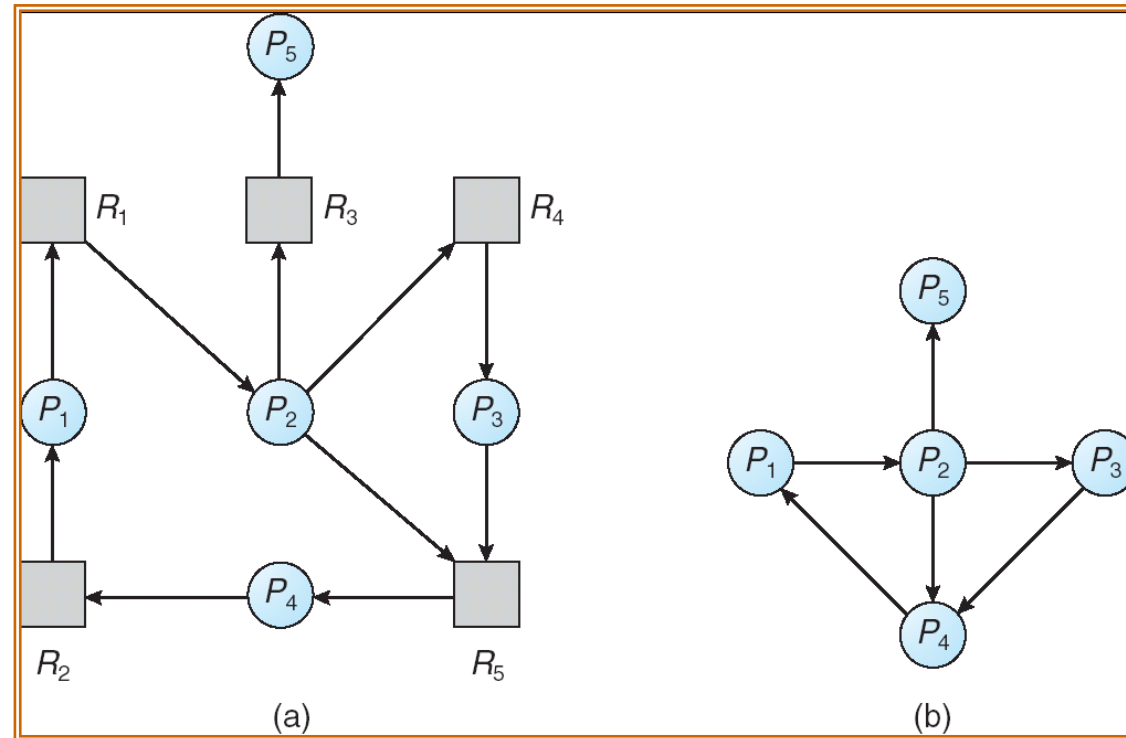 P₅
R₁ R₃ R₄
P₁ P₂ P₃
P₄
R₂ R₅
(a)
P₅
P₁ P₂ P₃
P₄
(b)